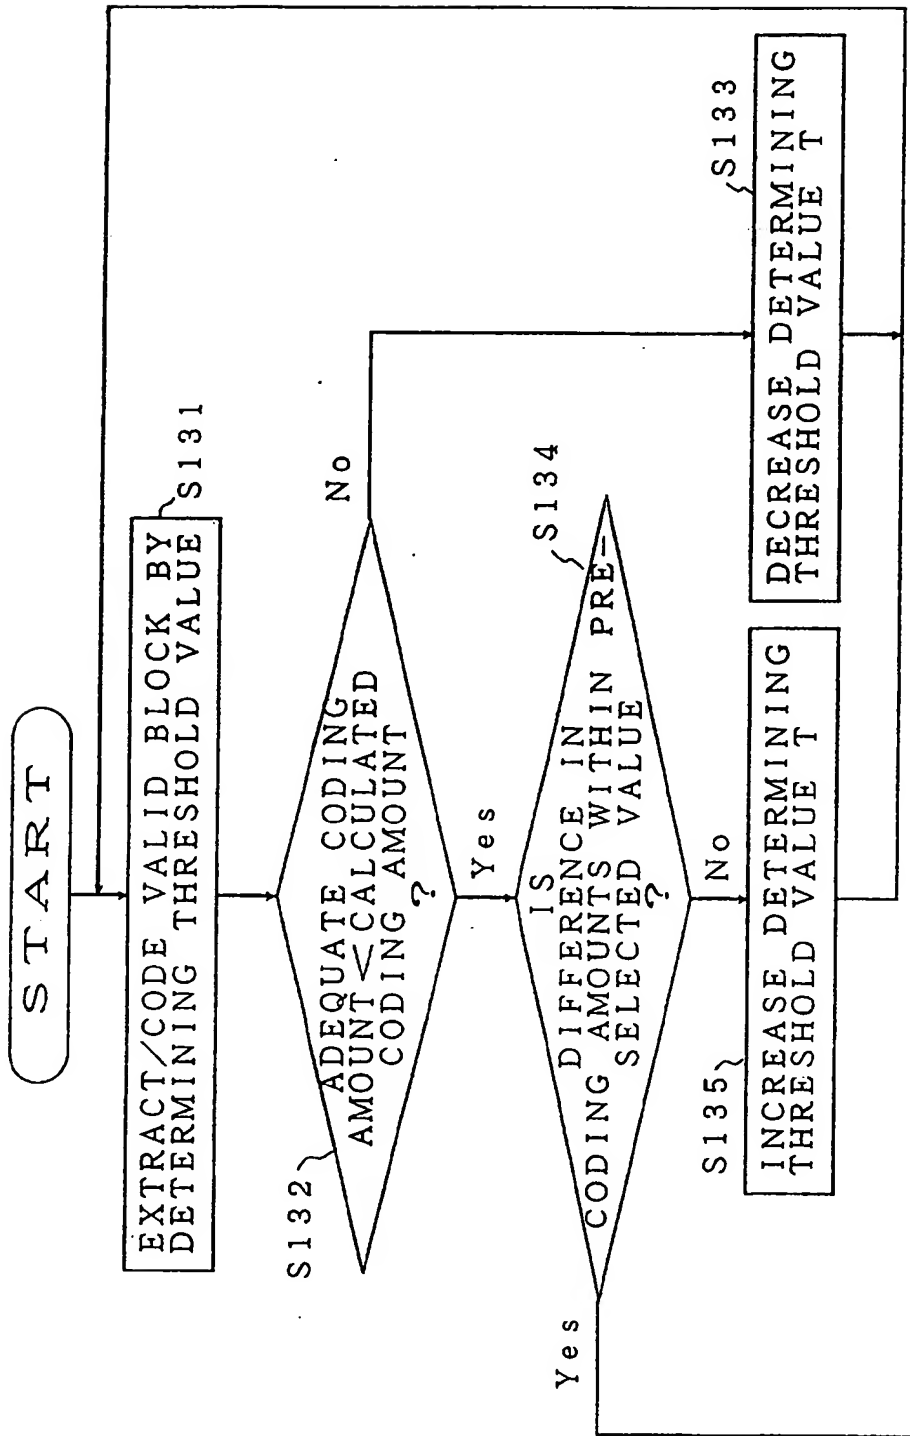 START
EXTRACT/CODE VALID BLOCK BY
DETERMINING THRESHOLD VALUE
S131
S132
ADEQUATE CODING
AMOUNT < CALCULATED
CODING AMOUNT
?
No
Yes
S134
IS
DIFFERENCE IN
CODING AMOUNTS WITHIN PRE-
SELECTED VALUE
?
Yes
No
S135
INCREASE DETERMINING
THRESHOLD VALUE T
S133
DECREASE DETERMINING
THRESHOLD VALUE T